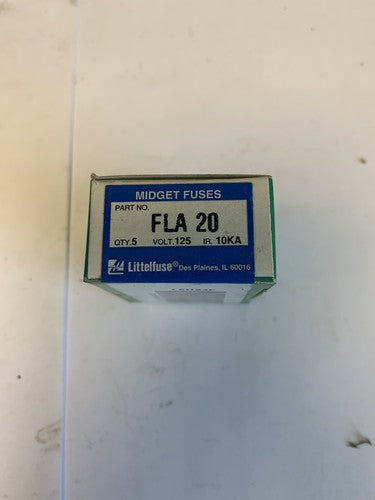 MIDGET FUSES
PART NO.
FLA 20
QTY.5 VOLT.125 IR. 10KA
Littelfuse® Des Plaines, IL 60016